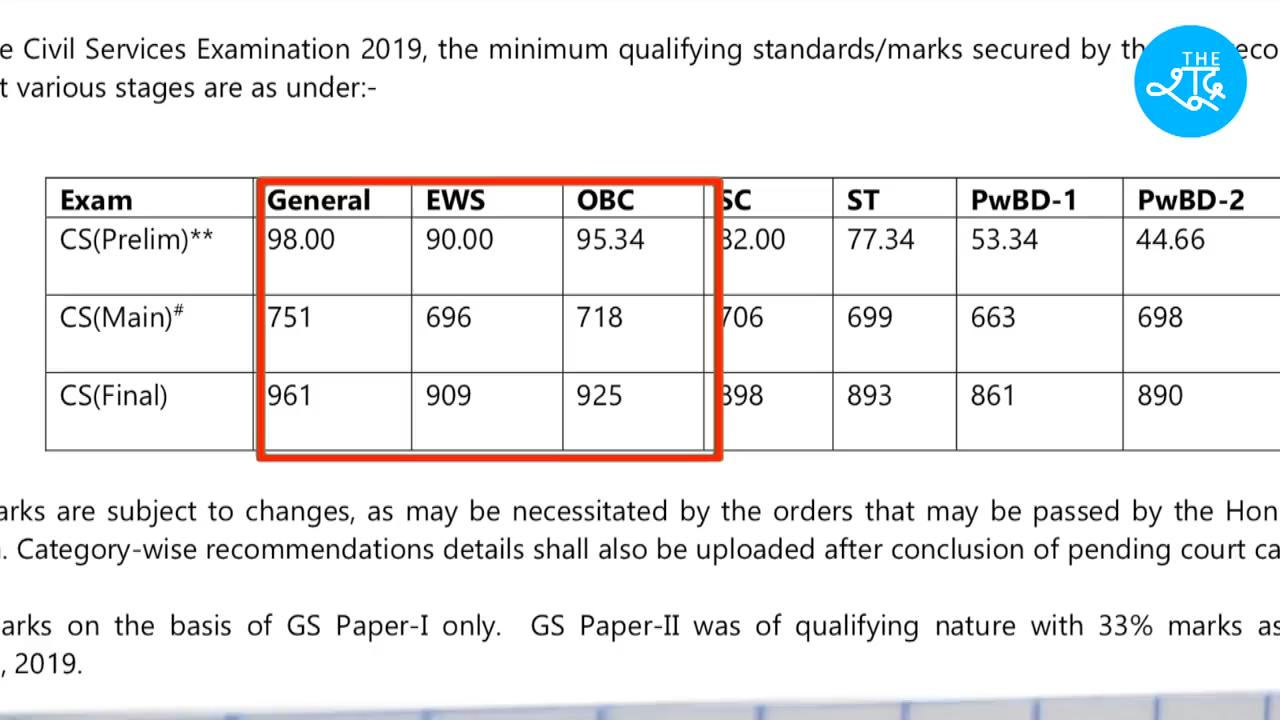 e Civil Services Examination 2019, the minimum qualifying standards/marks secured by th
t various stages are as under:-
THE
शब्द
Exam General EWS OBC SC ST PwBD-1 PwBD-2
CS(Prelim)** 98.00 90.00 95.34 82.00 77.34 53.34 44.66
CS(Main)# 751 696 718 706 699 663 698
CS(Final) 961 909 925 898 893 861 890
arks are subject to changes, as may be necessitated by the orders that may be passed by the Hon
. Category-wise recommendations details shall also be uploaded after conclusion of pending court ca
arks on the basis of GS Paper-I only. GS Paper-II was of qualifying nature with 33% marks as
, 2019.